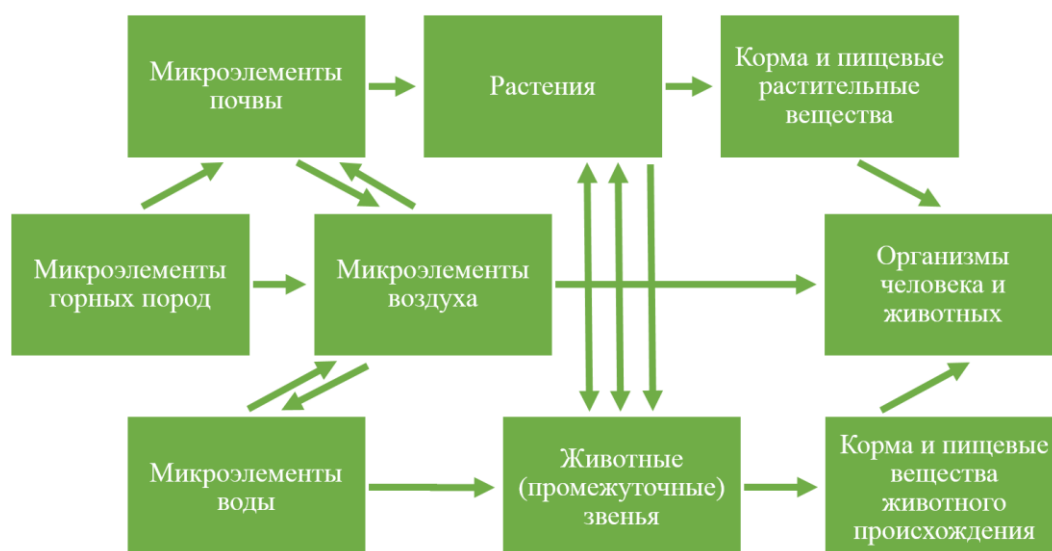 Микроэлементы
почвы
Растения
Корма и пищевые
растительные
вещества
Микроэлементы
горных пород
Микроэлементы
воздуха
Организмы
человека и
животных
Микроэлементы
воды
Животные
(промежуточные)
звенья
Корма и пищевые
вещества
животного
происхождения